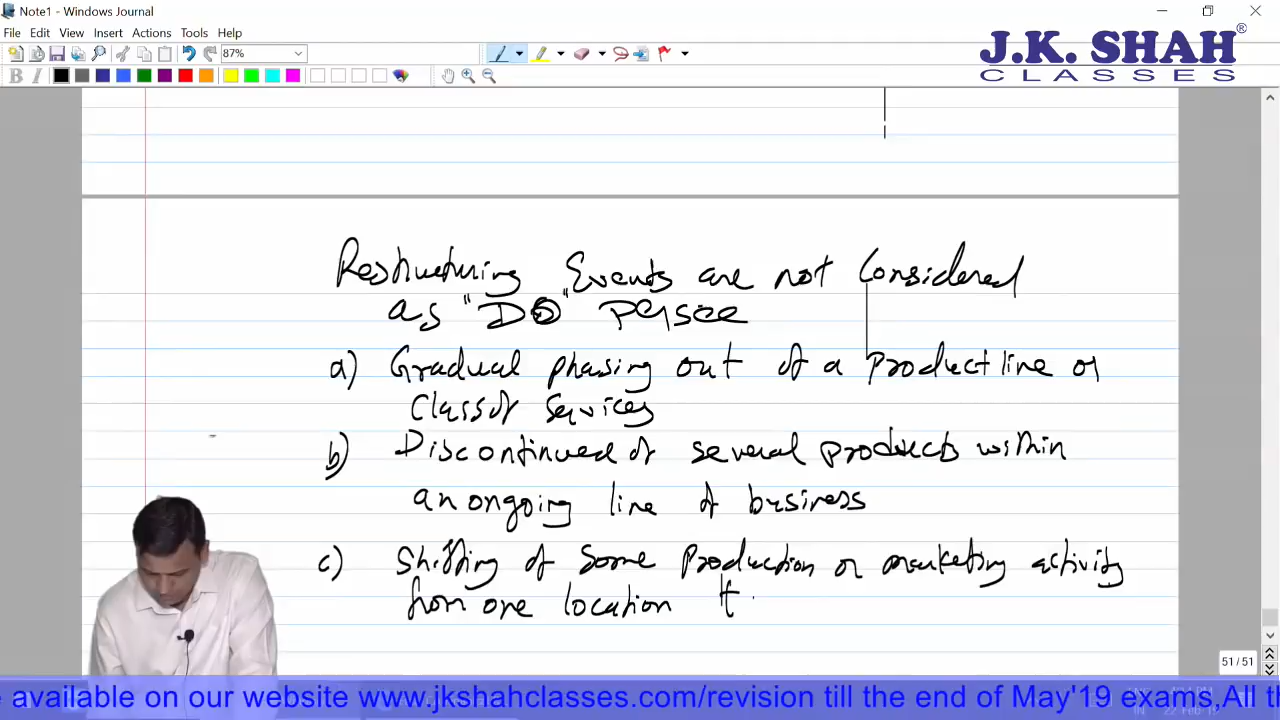 Note1 - Windows Journal
File Edit View Insert Actions Tools Help
87%
J.K. SHAH®
CLASSES
Restructuring Events are not Considered
as "DO" Perse
a) Gradual phasing out of a product line or
Class of Services
b) Discontinued of several products within
an ongoing line of business
c) Shifting of Some Production or marketing activity
from one location t
51 / 51
e available on our website www.jkshahclasses.com/revision till the end of May'19 exams,All th